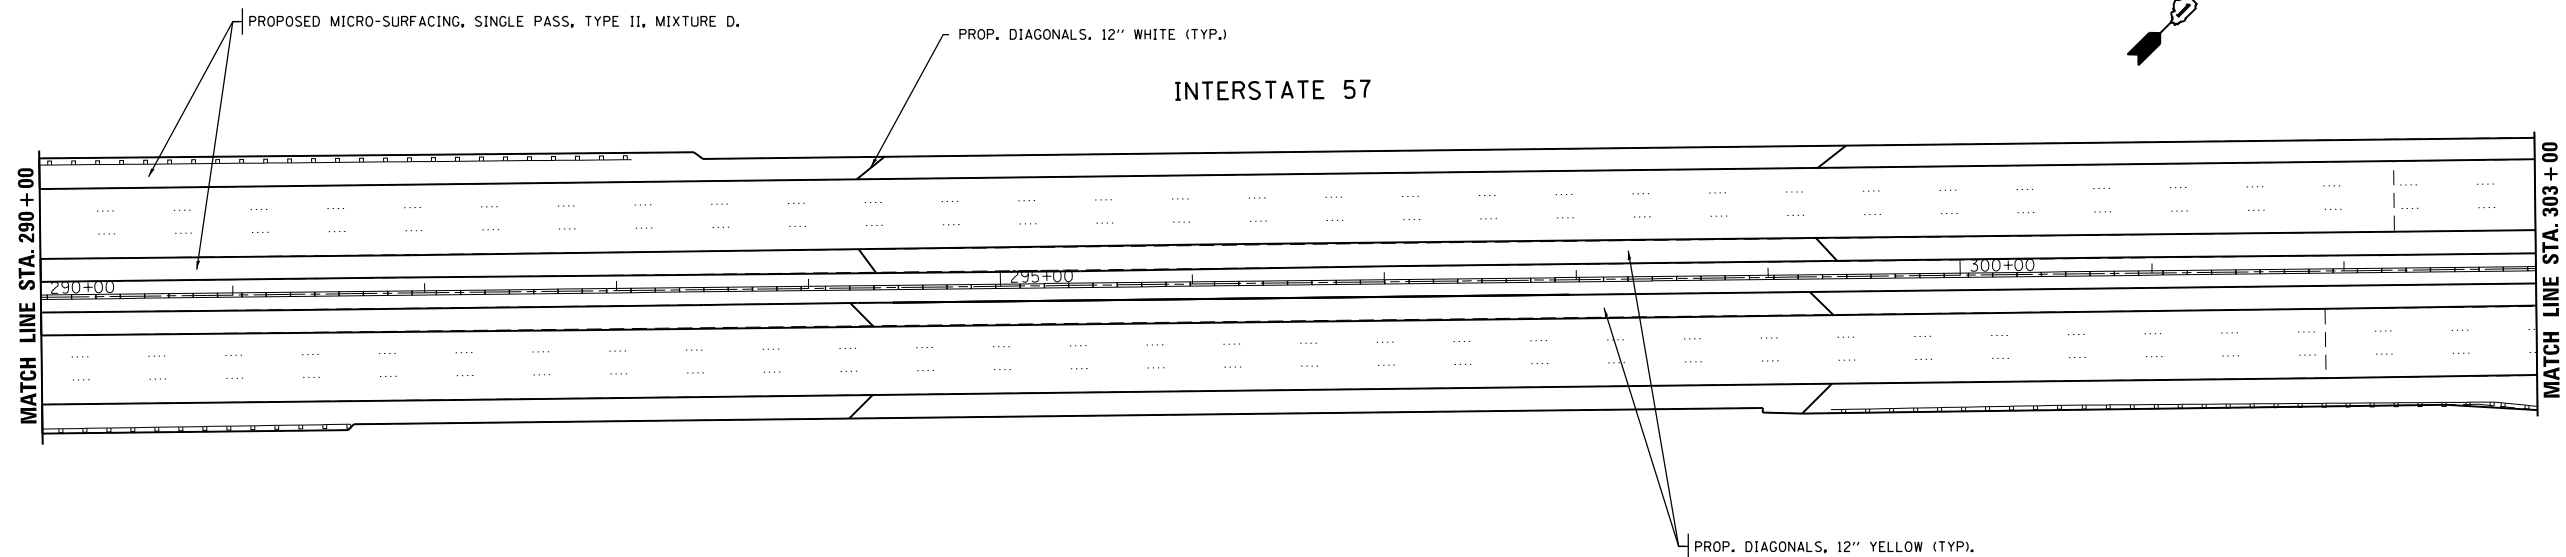 PROPOSED MICRO-SURFACING, SINGLE PASS, TYPE II, MIXTURE D.
PROP. DIAGONALS. 12'' WHITE (TYP.)
INTERSTATE 57
MATCH LINE STA. 290+00
290+00
295+00
300+00
MATCH LINE STA. 303+00
PROP. DIAGONALS, 12'' YELLOW (TYP).